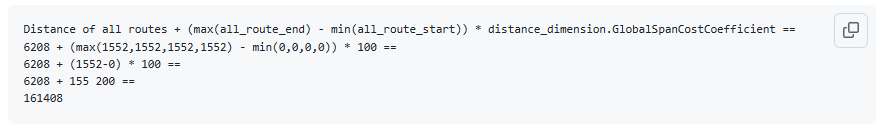 Distance of all routes + (max(all_route_end) - min(all_route_start)) * distance_dimension.GlobalSpanCostCoefficient ==
6208 + (max(1552,1552,1552,1552) - min(0,0,0,0)) * 100 ==
6208 + (1552-0) * 100 ==
6208 + 155 200 ==
161408